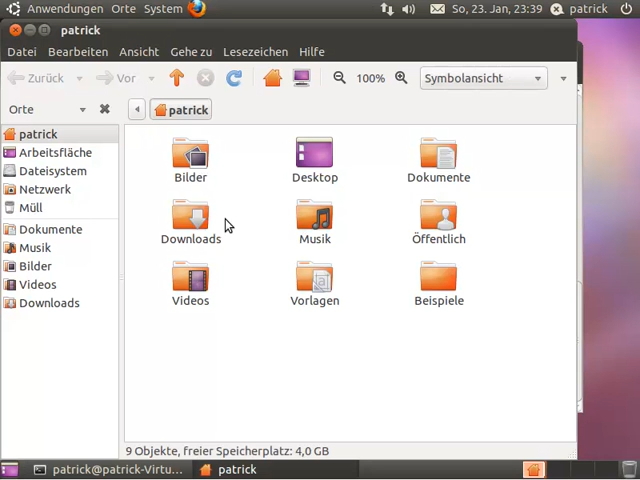 Anwendungen Orte System So, 23. Jan, 23:39 patrick
patrick
Datei Bearbeiten Ansicht Gehe zu Lesezeichen Hilfe
Zurück Vor 100% Symbolansicht
Orte patrick
patrick
Arbeitsfläche
Dateisystem
Netzwerk
Müll
Dokumente
Musik
Bilder
Videos
Downloads
Bilder Desktop Dokumente
Downloads Musik Öffentlich
Videos Vorlagen Beispiele
9 Objekte, freier Speicherplatz: 4,0 GB
patrick@patrick-Virtu... patrick